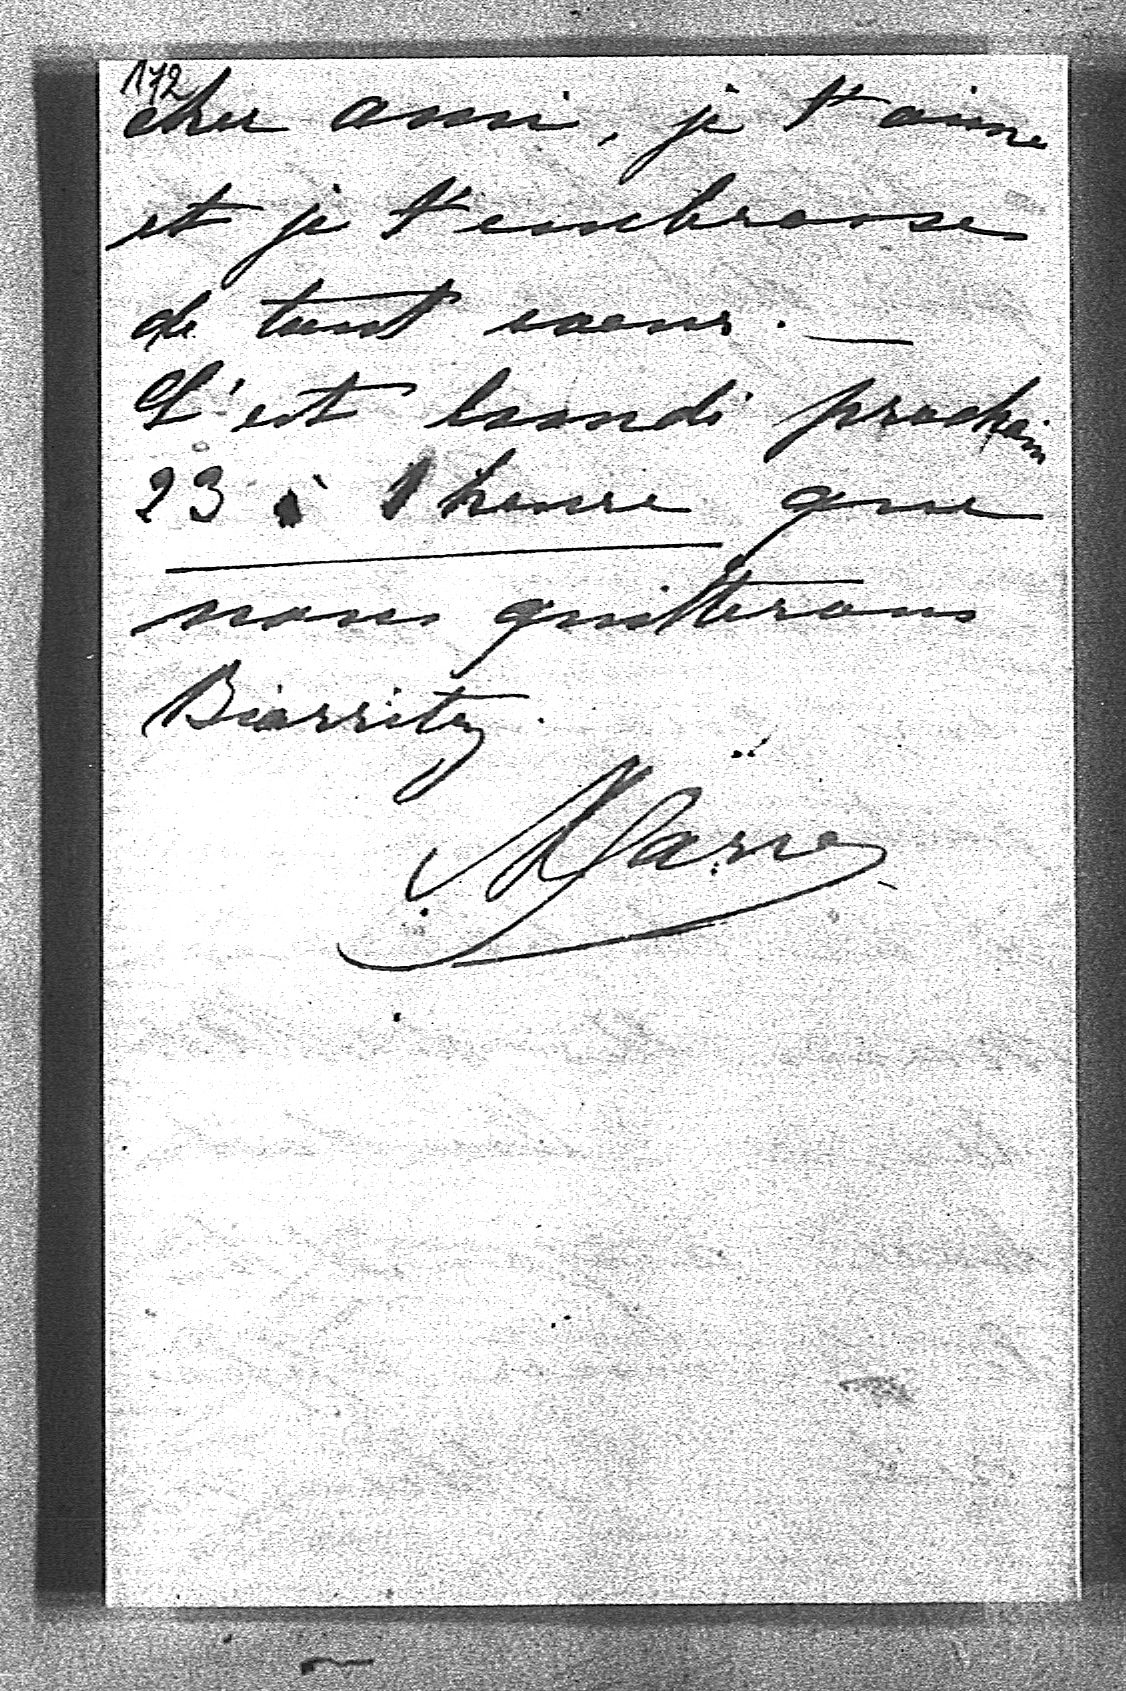 172
cher ami, je t'aime
et je t'embrasse
de tout coeur. —
C'est lundi prochain
23 à 1 heure que
nous quitterons
Biarritz.